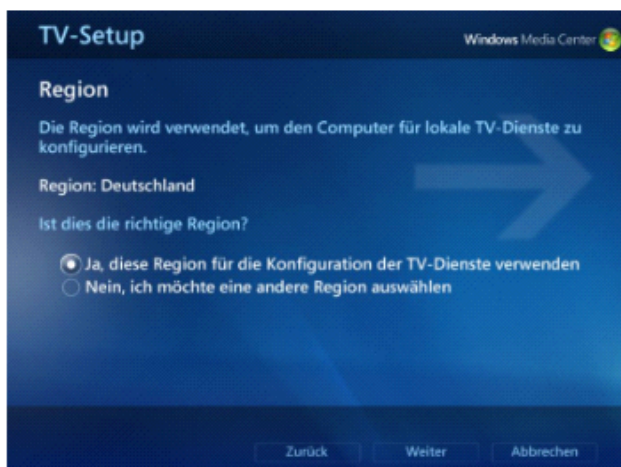 TV-Setup
Windows Media Center
Region
Die Region wird verwendet, um den Computer für lokale TV-Dienste zu
konfigurieren.
Region: Deutschland
Ist dies die richtige Region?
Ja, diese Region für die Konfiguration der TV-Dienste verwenden
Nein, ich möchte eine andere Region auswählen
Zurück
Weiter
Abbrechen